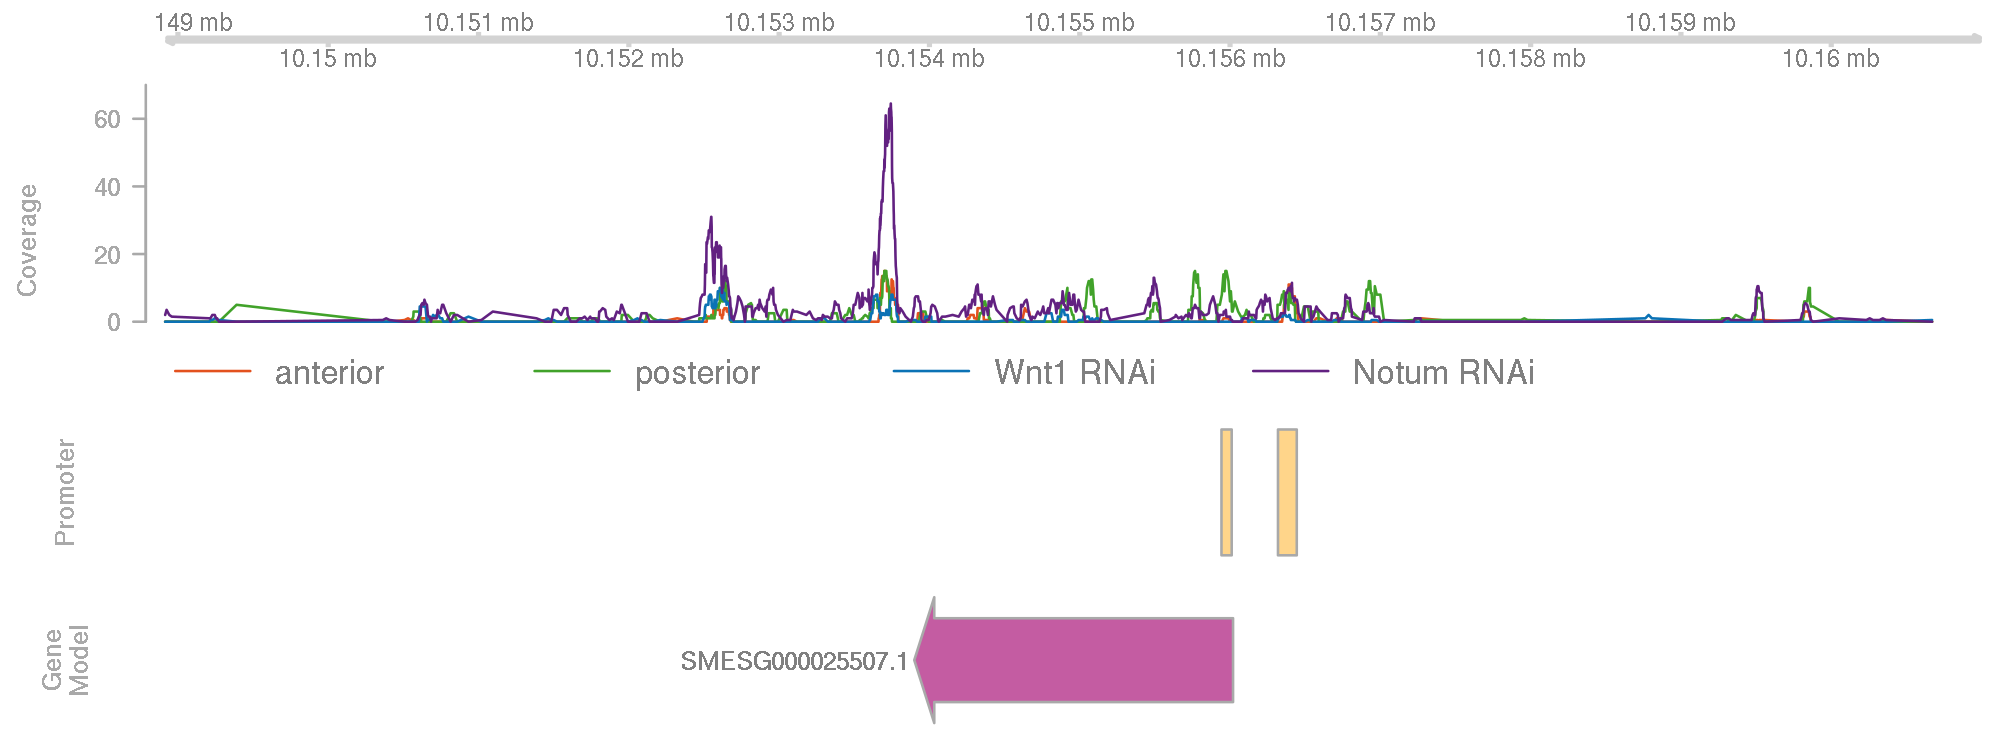 149 mb 10.151 mb 10.153 mb 10.155 mb 10.157 mb 10.159 mb
10.15 mb 10.152 mb 10.154 mb 10.156 mb 10.158 mb 10.16 mb
Coverage
60
40
20
0
anterior posterior Wnt1 RNAi Notum RNAi
Promoter
Gene
Model
SMESG000025507.1